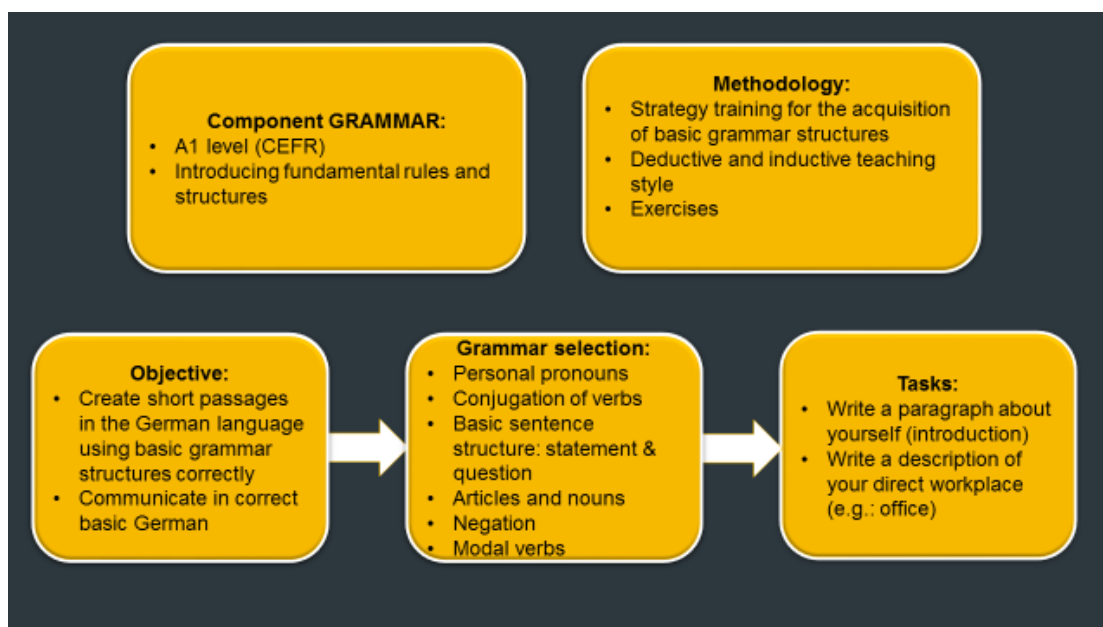 Component GRAMMAR:
• A1 level (CEFR)
• Introducing fundamental rules and
structures
Methodology:
• Strategy training for the acquisition
of basic grammar structures
• Deductive and inductive teaching
style
• Exercises
Objective:
• Create short passages
in the German language
using basic grammar
structures correctly
• Communicate in correct
basic German
Grammar selection:
• Personal pronouns
• Conjugation of verbs
• Basic sentence
structure: statement &
question
• Articles and nouns
• Negation
• Modal verbs
Tasks:
• Write a paragraph about
yourself (introduction)
• Write a description of
your direct workplace
(e.g.: office)